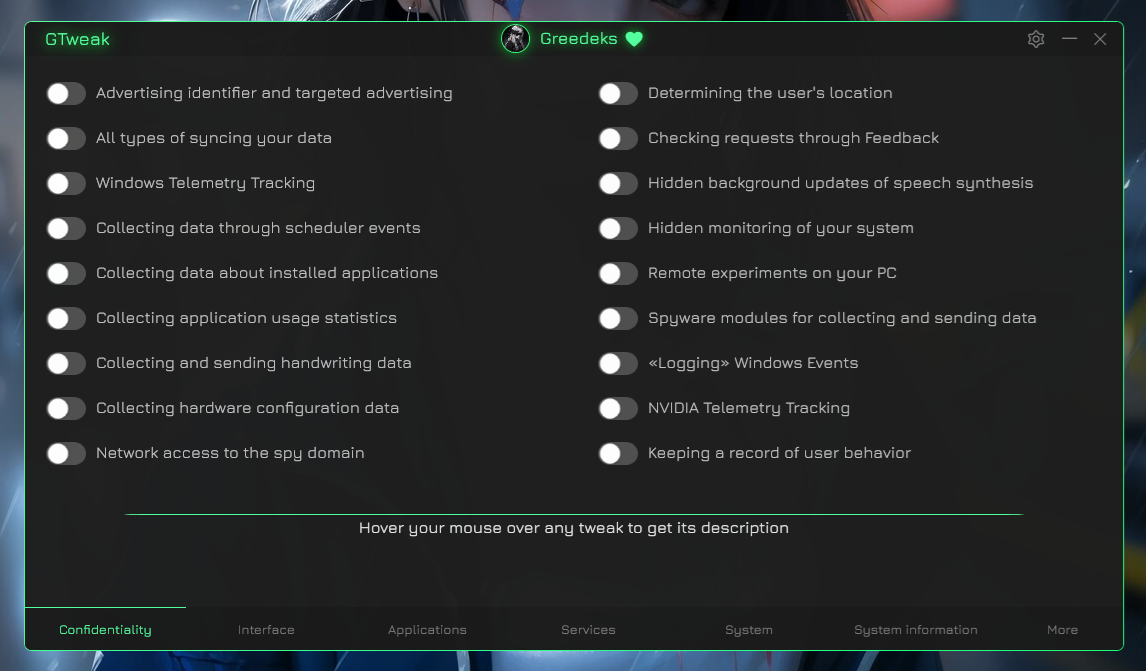 GTweak
Greedeks
Advertising identifier and targeted advertising
All types of syncing your data
Windows Telemetry Tracking
Collecting data through scheduler events
Collecting data about installed applications
Collecting application usage statistics
Collecting and sending handwriting data
Collecting hardware configuration data
Network access to the spy domain
Determining the user's location
Checking requests through Feedback
Hidden background updates of speech synthesis
Hidden monitoring of your system
Remote experiments on your PC
Spyware modules for collecting and sending data
«Logging» Windows Events
NVIDIA Telemetry Tracking
Keeping a record of user behavior
Hover your mouse over any tweak to get its description
Confidentiality
Interface
Applications
Services
System
System information
More